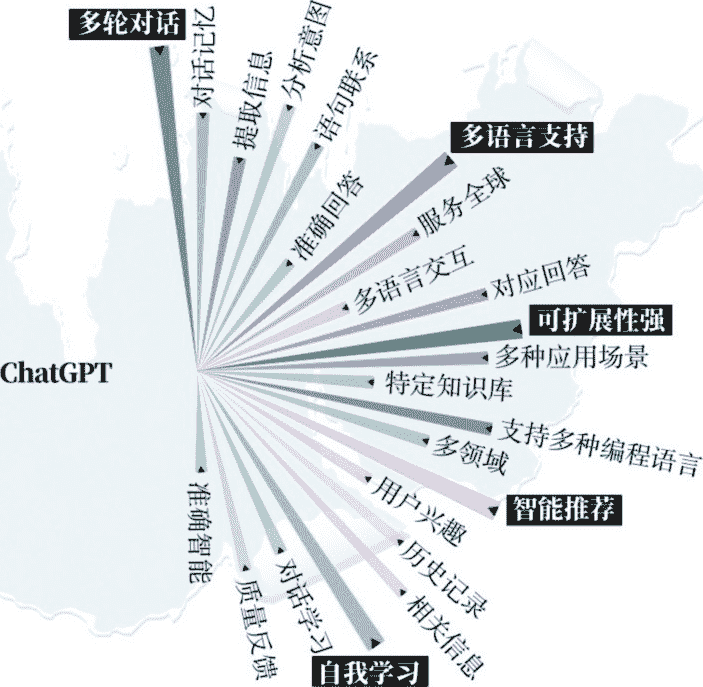 多轮对话
对话记忆
提取信息
分析意图
语句联系
准确回答
多语言支持
服务全球
多语言交互
对应回答
可扩展性强
ChatGPT
多种应用场景
特定知识库
支持多种编程语言
多领域
智能推荐
用户兴趣
历史记录
相关信息
自我学习
对话学习
质量反馈
准确智能